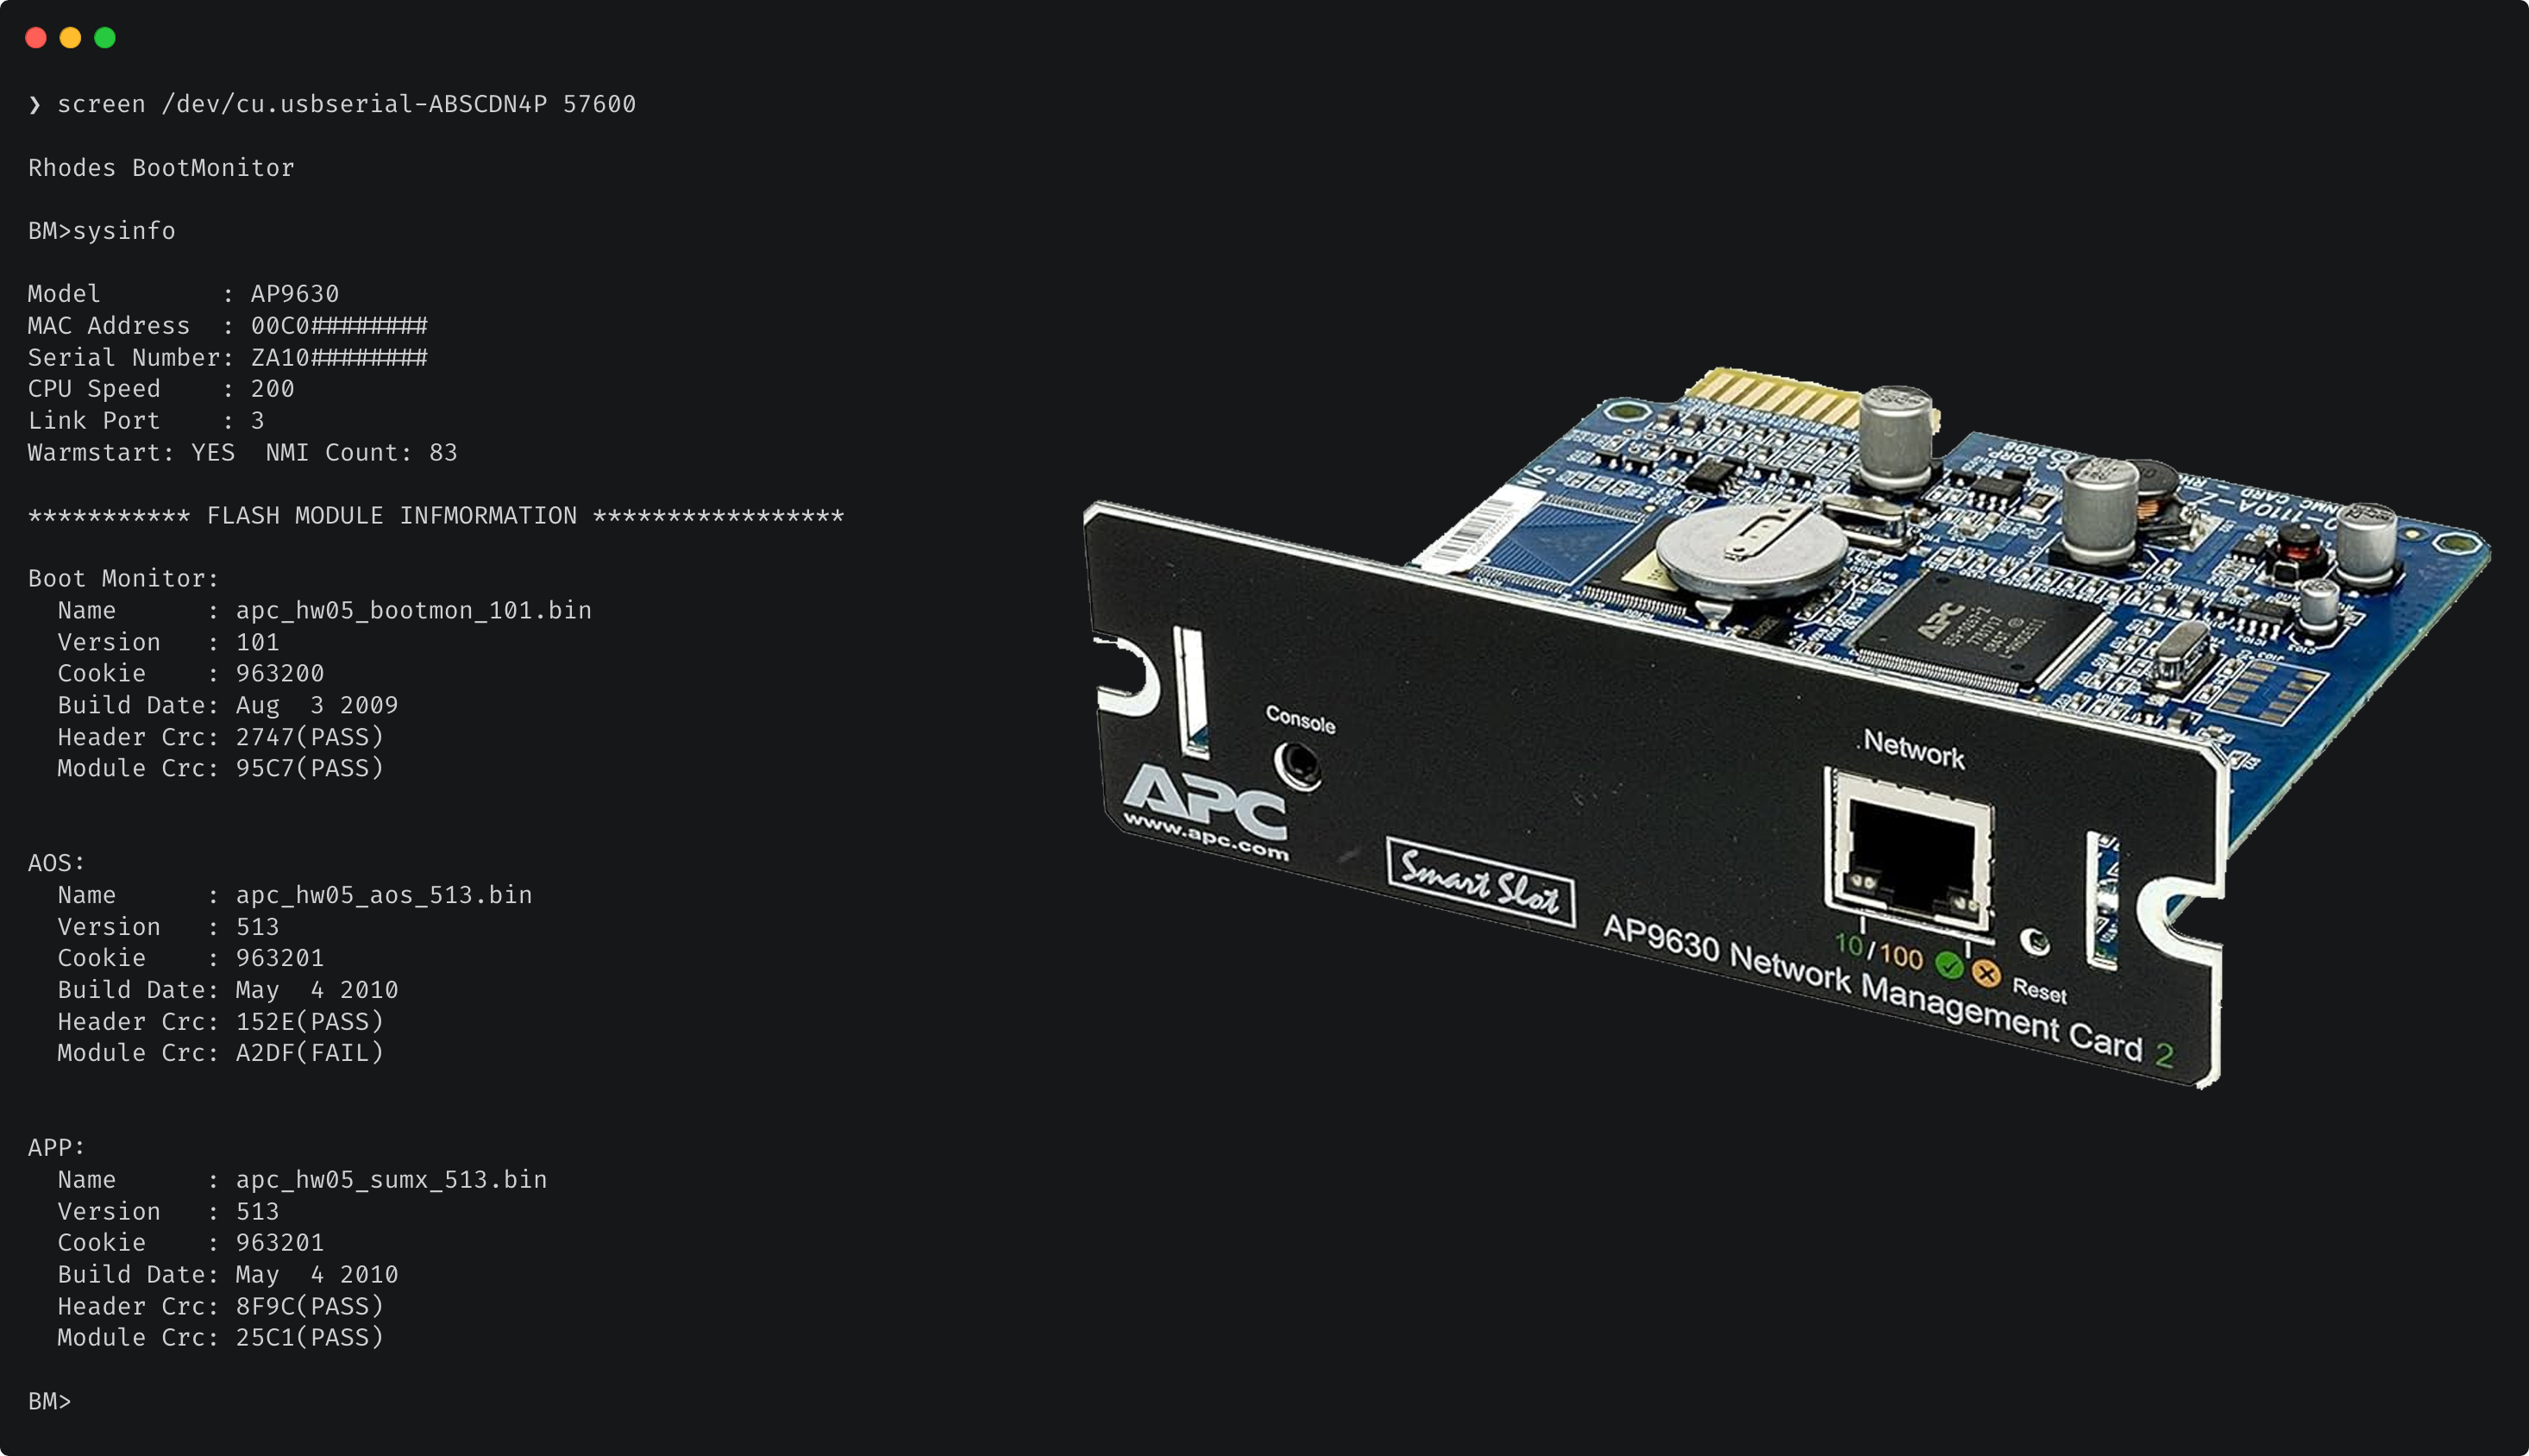 ❯ screen /dev/cu.usbserial-ABSCDN4P 57600
Rhodes BootMonitor
BM>sysinfo
Model        : AP9630
MAC Address  : 00C0########
Serial Number: ZA10########
CPU Speed    : 200
Link Port    : 3
Warmstart: YES  NMI Count: 83
*********** FLASH MODULE INFMORMATION *****************
Boot Monitor:
  Name      : apc_hw05_bootmon_101.bin
  Version   : 101
  Cookie    : 963200
  Build Date: Aug  3 2009
  Header Crc: 2747(PASS)
  Module Crc: 95C7(PASS)
AOS:
  Name      : apc_hw05_aos_513.bin
  Version   : 513
  Cookie    : 963201
  Build Date: May  4 2010
  Header Crc: 152E(PASS)
  Module Crc: A2DF(FAIL)
APP:
  Name      : apc_hw05_sumx_513.bin
  Version   : 513
  Cookie    : 963201
  Build Date: May  4 2010
  Header Crc: 8F9C(PASS)
  Module Crc: 25C1(PASS)
BM>
CORP.
2008
W/S
APC
Console
Network
APC
www.apc.com
Smart Slot
10/100
Reset
AP9630 Network Management Card 2